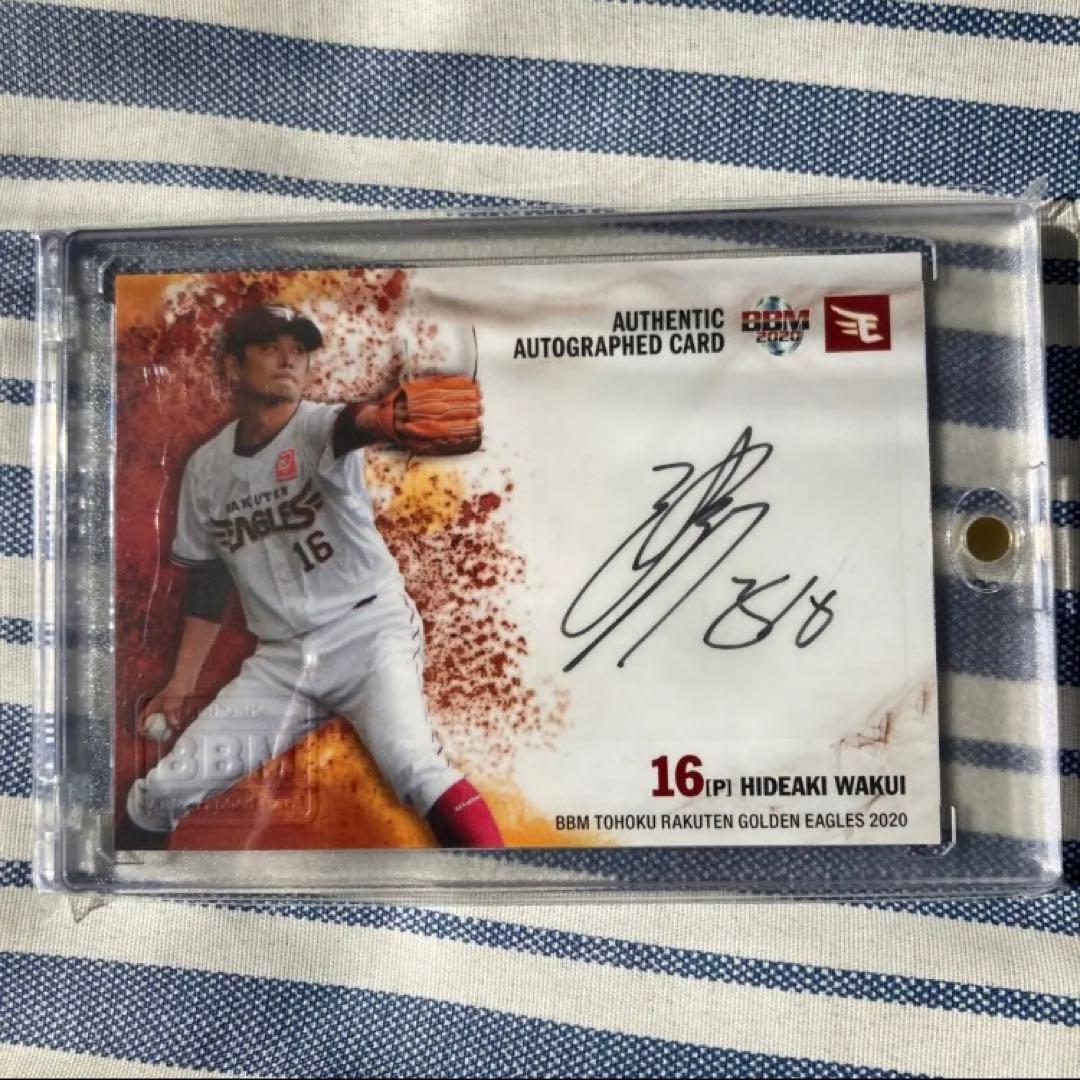 AUTHENTIC
AUTOGRAPHED CARD
BBM
2020
E
RAKUTEN
EAGLES
16
BBM
16[P] HIDEAKI WAKUI
BBM TOHOKU RAKUTEN GOLDEN EAGLES 2020